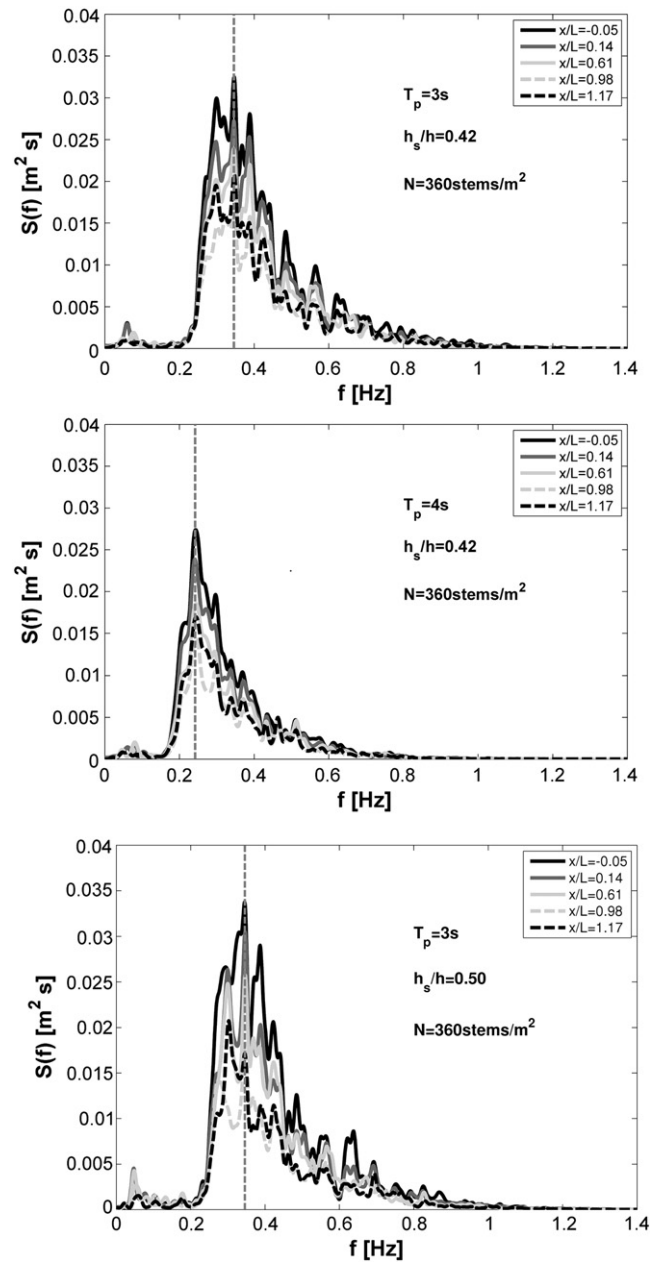 0.04
0.035
0.03
0.025
0.02
0.015
0.01
0.005
0
S(f) [m² s]
x/L=-0.05
x/L=0.14
x/L=0.61
x/L=0.98
x/L=1.17
Tp=3s
hs/h=0.42
N=360stems/m²
0 0.2 0.4 0.6 0.8 1 1.2 1.4
f [Hz]
0.04
0.035
0.03
0.025
0.02
0.015
0.01
0.005
0
S(f) [m² s]
x/L=-0.05
x/L=0.14
x/L=0.61
x/L=0.98
x/L=1.17
Tp=4s
hs/h=0.42
N=360stems/m²
0 0.2 0.4 0.6 0.8 1 1.2 1.4
f [Hz]
0.04
0.035
0.03
0.025
0.02
0.015
0.01
0.005
0
S(f) [m² s]
x/L=-0.05
x/L=0.14
x/L=0.61
x/L=0.98
x/L=1.17
Tp=3s
hs/h=0.50
N=360stems/m²
0 0.2 0.4 0.6 0.8 1 1.2 1.4
f [Hz]